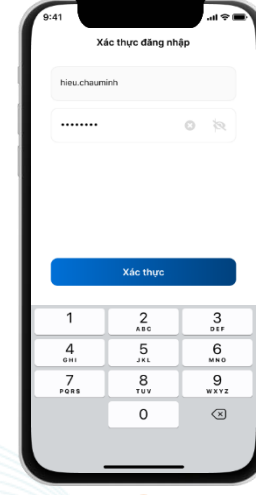 9:41
Xác thực đăng nhập
hieu.chauminh
••••••••
Xác thực
1
2 ABC
3 DEF
4 GHI
5 JKL
6 MNO
7 PQRS
8 TUV
9 WXYZ
0